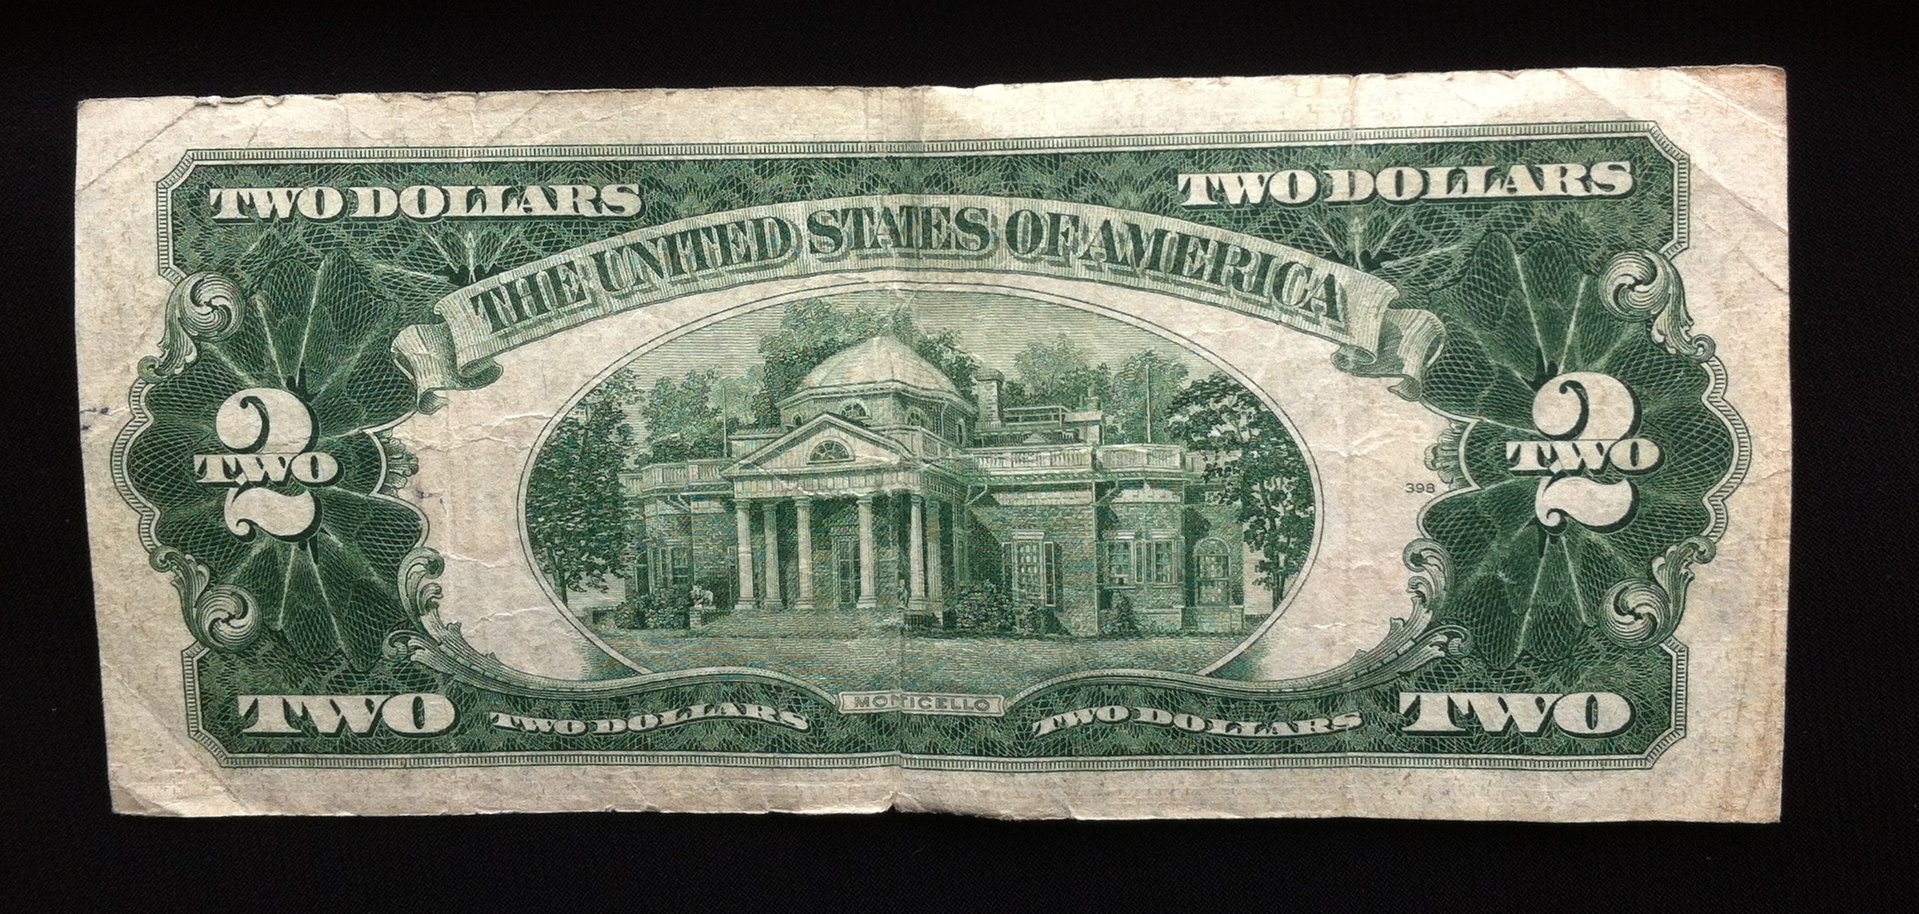 TWO DOLLARS
TWO DOLLARS
THE UNITED STATES OF AMERICA
2
TWO
2
TWO
398
TWO
TWO DOLLARS
MONTICELLO
TWO DOLLARS
TWO